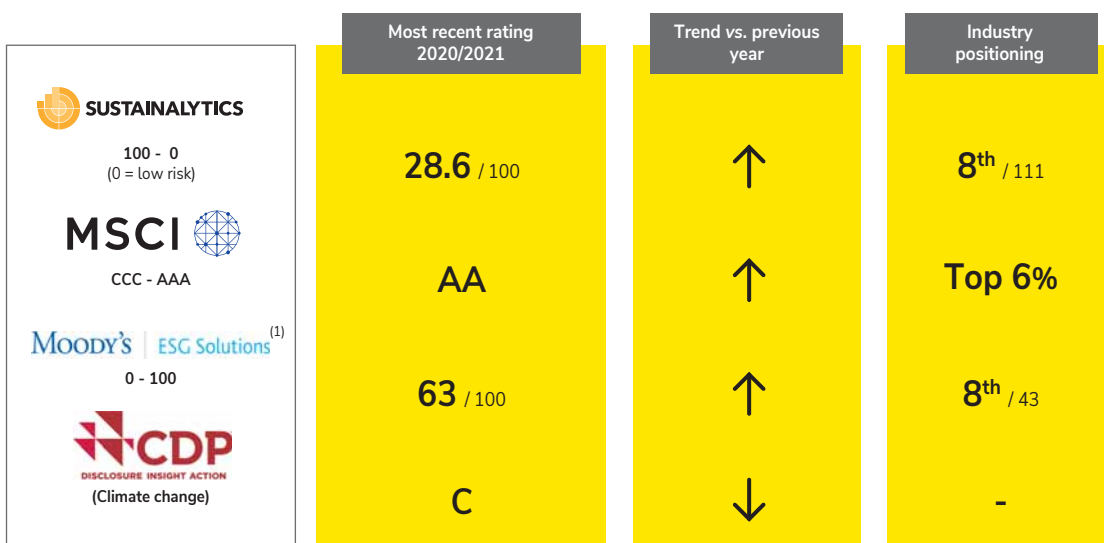 Most recent rating
2020/2021
Trend vs. previous
year
Industry
positioning
SUSTAINALYTICS
100 - 0
(0 = low risk)
28.6 / 100
↑
8th / 111
MSCI
CCC - AAA
AA
↑
Top 6%
MOODY'S | ESG Solutions(1)
0 - 100
63 / 100
↑
8th / 43
CDP
DISCLOSURE INSIGHT ACTION
(Climate change)
C
↓
-